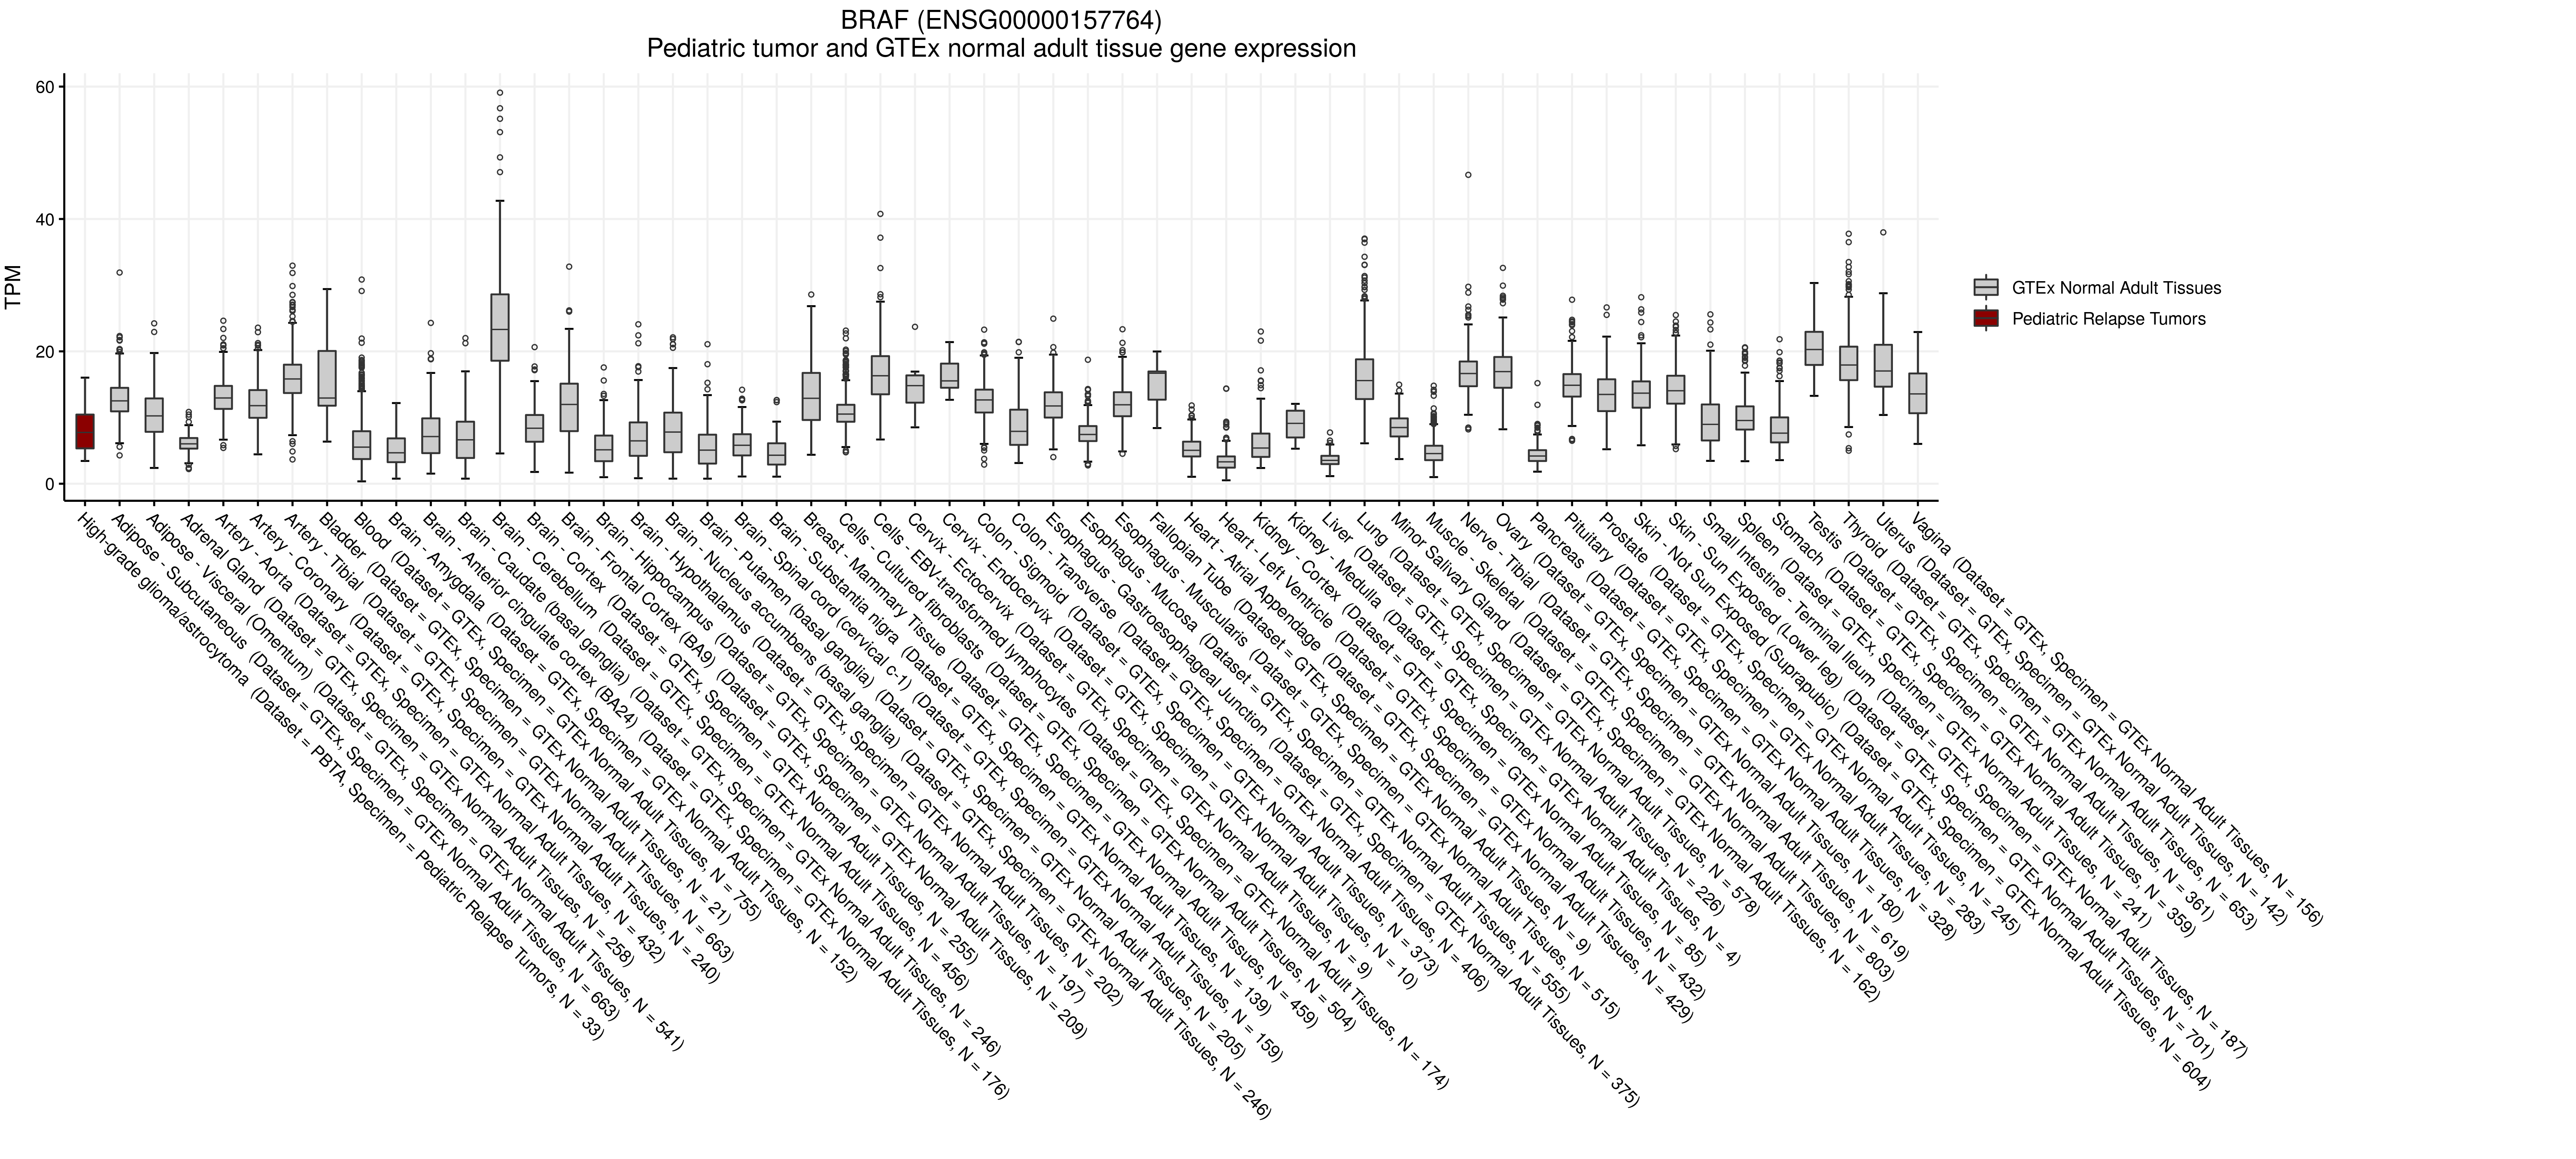 BRAF (ENSG00000157764)
Pediatric tumor and GTEx normal adult tissue gene expression
TPM
60
40
20
0
GTEx Normal Adult Tissues
Pediatric Relapse Tumors
High-grade glioma/astrocytoma (Dataset = PBTA, Specimen = Pediatric Relapse Tumors, N = 33)
Adipose - Subcutaneous (Dataset = GTEx, Specimen = GTEx Normal Adult Tissues, N = 663)
Adipose - Visceral (Omentum) (Dataset = GTEx, Specimen = GTEx Normal Adult Tissues, N = 541)
Adrenal Gland (Dataset = GTEx, Specimen = GTEx Normal Adult Tissues, N = 258)
Artery - Aorta (Dataset = GTEx, Specimen = GTEx Normal Adult Tissues, N = 432)
Artery - Coronary (Dataset = GTEx, Specimen = GTEx Normal Adult Tissues, N = 240)
Artery - Tibial (Dataset = GTEx, Specimen = GTEx Normal Adult Tissues, N = 663)
Bladder (Dataset = GTEx, Specimen = GTEx Normal Adult Tissues, N = 21)
Blood (Dataset = GTEx, Specimen = GTEx Normal Adult Tissues, N = 755)
Brain - Amygdala (Dataset = GTEx, Specimen = GTEx Normal Adult Tissues, N = 152)
Brain - Anterior cingulate cortex (BA24) (Dataset = GTEx, Specimen = GTEx Normal Adult Tissues, N = 176)
Brain - Caudate (basal ganglia) (Dataset = GTEx, Specimen = GTEx Normal Adult Tissues, N = 246)
Brain - Cerebellum (Dataset = GTEx, Specimen = GTEx Normal Adult Tissues, N = 456)
Brain - Cortex (Dataset = GTEx, Specimen = GTEx Normal Adult Tissues, N = 255)
Brain - Frontal Cortex (BA9) (Dataset = GTEx, Specimen = GTEx Normal Adult Tissues, N = 209)
Brain - Hippocampus (Dataset = GTEx, Specimen = GTEx Normal Adult Tissues, N = 197)
Brain - Hypothalamus (Dataset = GTEx, Specimen = GTEx Normal Adult Tissues, N = 202)
Brain - Nucleus accumbens (basal ganglia) (Dataset = GTEx, Specimen = GTEx Normal Adult Tissues, N = 246)
Brain - Putamen (basal ganglia) (Dataset = GTEx, Specimen = GTEx Normal Adult Tissues, N = 205)
Brain - Spinal cord (cervical c-1) (Dataset = GTEx, Specimen = GTEx Normal Adult Tissues, N = 159)
Brain - Substantia nigra (Dataset = GTEx, Specimen = GTEx Normal Adult Tissues, N = 139)
Breast - Mammary Tissue (Dataset = GTEx, Specimen = GTEx Normal Adult Tissues, N = 459)
Cells - Cultured fibroblasts (Dataset = GTEx, Specimen = GTEx Normal Adult Tissues, N = 504)
Cells - EBV-transformed lymphocytes (Dataset = GTEx, Specimen = GTEx Normal Adult Tissues, N = 174)
Cervix - Ectocervix (Dataset = GTEx, Specimen = GTEx Normal Adult Tissues, N = 9)
Cervix - Endocervix (Dataset = GTEx, Specimen = GTEx Normal Adult Tissues, N = 10)
Colon - Sigmoid (Dataset = GTEx, Specimen = GTEx Normal Adult Tissues, N = 373)
Colon - Transverse (Dataset = GTEx, Specimen = GTEx Normal Adult Tissues, N = 406)
Esophagus - Gastroesophageal Junction (Dataset = GTEx, Specimen = GTEx Normal Adult Tissues, N = 375)
Esophagus - Mucosa (Dataset = GTEx, Specimen = GTEx Normal Adult Tissues, N = 555)
Esophagus - Muscularis (Dataset = GTEx, Specimen = GTEx Normal Adult Tissues, N = 515)
Fallopian Tube (Dataset = GTEx, Specimen = GTEx Normal Adult Tissues, N = 9)
Heart - Atrial Appendage (Dataset = GTEx, Specimen = GTEx Normal Adult Tissues, N = 429)
Heart - Left Ventricle (Dataset = GTEx, Specimen = GTEx Normal Adult Tissues, N = 432)
Kidney - Cortex (Dataset = GTEx, Specimen = GTEx Normal Adult Tissues, N = 85)
Kidney - Medulla (Dataset = GTEx, Specimen = GTEx Normal Adult Tissues, N = 4)
Liver (Dataset = GTEx, Specimen = GTEx Normal Adult Tissues, N = 226)
Lung (Dataset = GTEx, Specimen = GTEx Normal Adult Tissues, N = 578)
Minor Salivary Gland (Dataset = GTEx, Specimen = GTEx Normal Adult Tissues, N = 162)
Muscle - Skeletal (Dataset = GTEx, Specimen = GTEx Normal Adult Tissues, N = 803)
Nerve - Tibial (Dataset = GTEx, Specimen = GTEx Normal Adult Tissues, N = 619)
Ovary (Dataset = GTEx, Specimen = GTEx Normal Adult Tissues, N = 180)
Pancreas (Dataset = GTEx, Specimen = GTEx Normal Adult Tissues, N = 328)
Pituitary (Dataset = GTEx, Specimen = GTEx Normal Adult Tissues, N = 283)
Prostate (Dataset = GTEx, Specimen = GTEx Normal Adult Tissues, N = 245)
Skin - Not Sun Exposed (Suprapubic) (Dataset = GTEx, Specimen = GTEx Normal Adult Tissues, N = 604)
Skin - Sun Exposed (Lower leg) (Dataset = GTEx, Specimen = GTEx Normal Adult Tissues, N = 701)
Small Intestine - Terminal Ileum (Dataset = GTEx, Specimen = GTEx Normal Adult Tissues, N = 187)
Spleen (Dataset = GTEx, Specimen = GTEx Normal Adult Tissues, N = 241)
Stomach (Dataset = GTEx, Specimen = GTEx Normal Adult Tissues, N = 359)
Testis (Dataset = GTEx, Specimen = GTEx Normal Adult Tissues, N = 361)
Thyroid (Dataset = GTEx, Specimen = GTEx Normal Adult Tissues, N = 653)
Uterus (Dataset = GTEx, Specimen = GTEx Normal Adult Tissues, N = 142)
Vagina (Dataset = GTEx, Specimen = GTEx Normal Adult Tissues, N = 156)